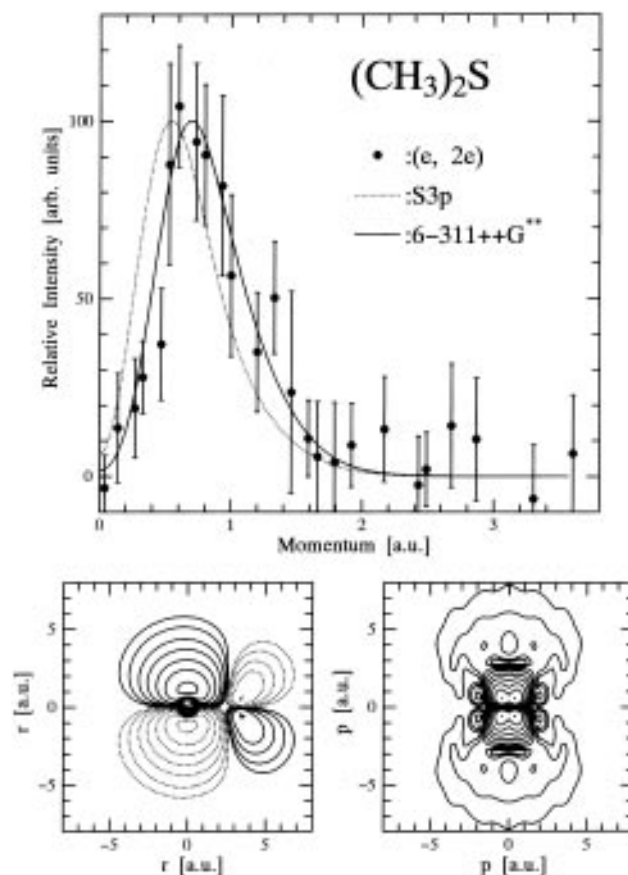 (CH₃)₂S
:(e, 2e)
:S3p
:6-311++G**
Relative Intensity [arb. units]
100
50
0
0 1 2 3
Momentum [a.u.]
r [a.u.]
5
0
-5
-5 0 5
r [a.u.]
p [a.u.]
5
0
-5
-5 0 5
p [a.u.]